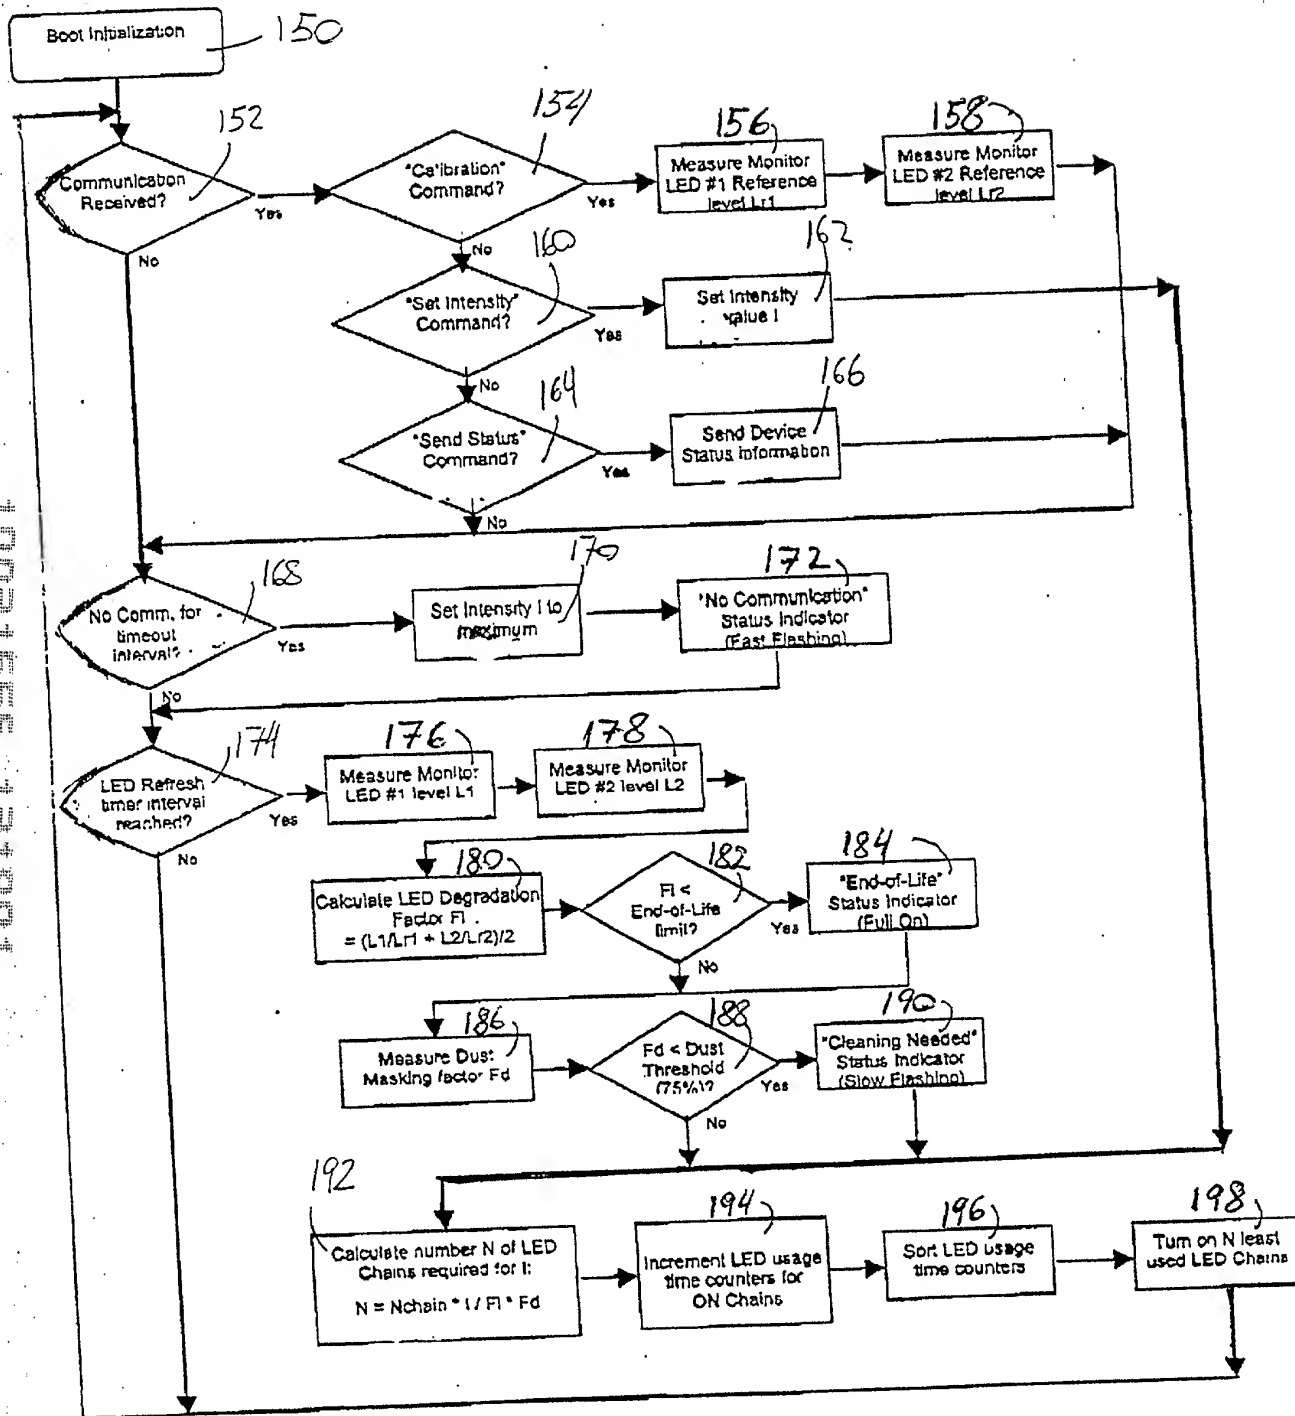 Boot Initialization
150
152
Communication
Received?
Yes
No
154
"Calibration"
Command?
Yes
No
156
Measure Monitor
LED #1 Reference
level Lr1
158
Measure Monitor
LED #2 Reference
level Lr2
160
"Set Intensity"
Command?
Yes
No
162
Set Intensity
value I
164
"Send Status"
Command?
Yes
No
166
Send Device
Status Information
168
No Comm. for
timeout
interval?
Yes
No
170
Set Intensity I to
maximum
172
"No Communication"
Status Indicator
(Fast Flashing)
174
LED Refresh
timer interval
reached?
Yes
No
176
Measure Monitor
LED #1 level L1
178
Measure Monitor
LED #2 level L2
180
Calculate LED Degradation
Factor Fl
= (L1/Lr1 + L2/Lr2)/2
182
Fl <
End-of-Life
limit?
Yes
No
184
"End-of-Life"
Status Indicator
(Full On)
186
Measure Dust
Masking factor Fd
188
Fd < Dust
Threshold
(75%)?
Yes
No
190
"Cleaning Needed"
Status Indicator
(Slow Flashing)
192
Calculate number N of LED
Chains required for I:
N = Nchain * I / Fl * Fd
194
Increment LED usage
time counters for
ON Chains
196
Sort LED usage
time counters
198
Turn on N least
used LED Chains